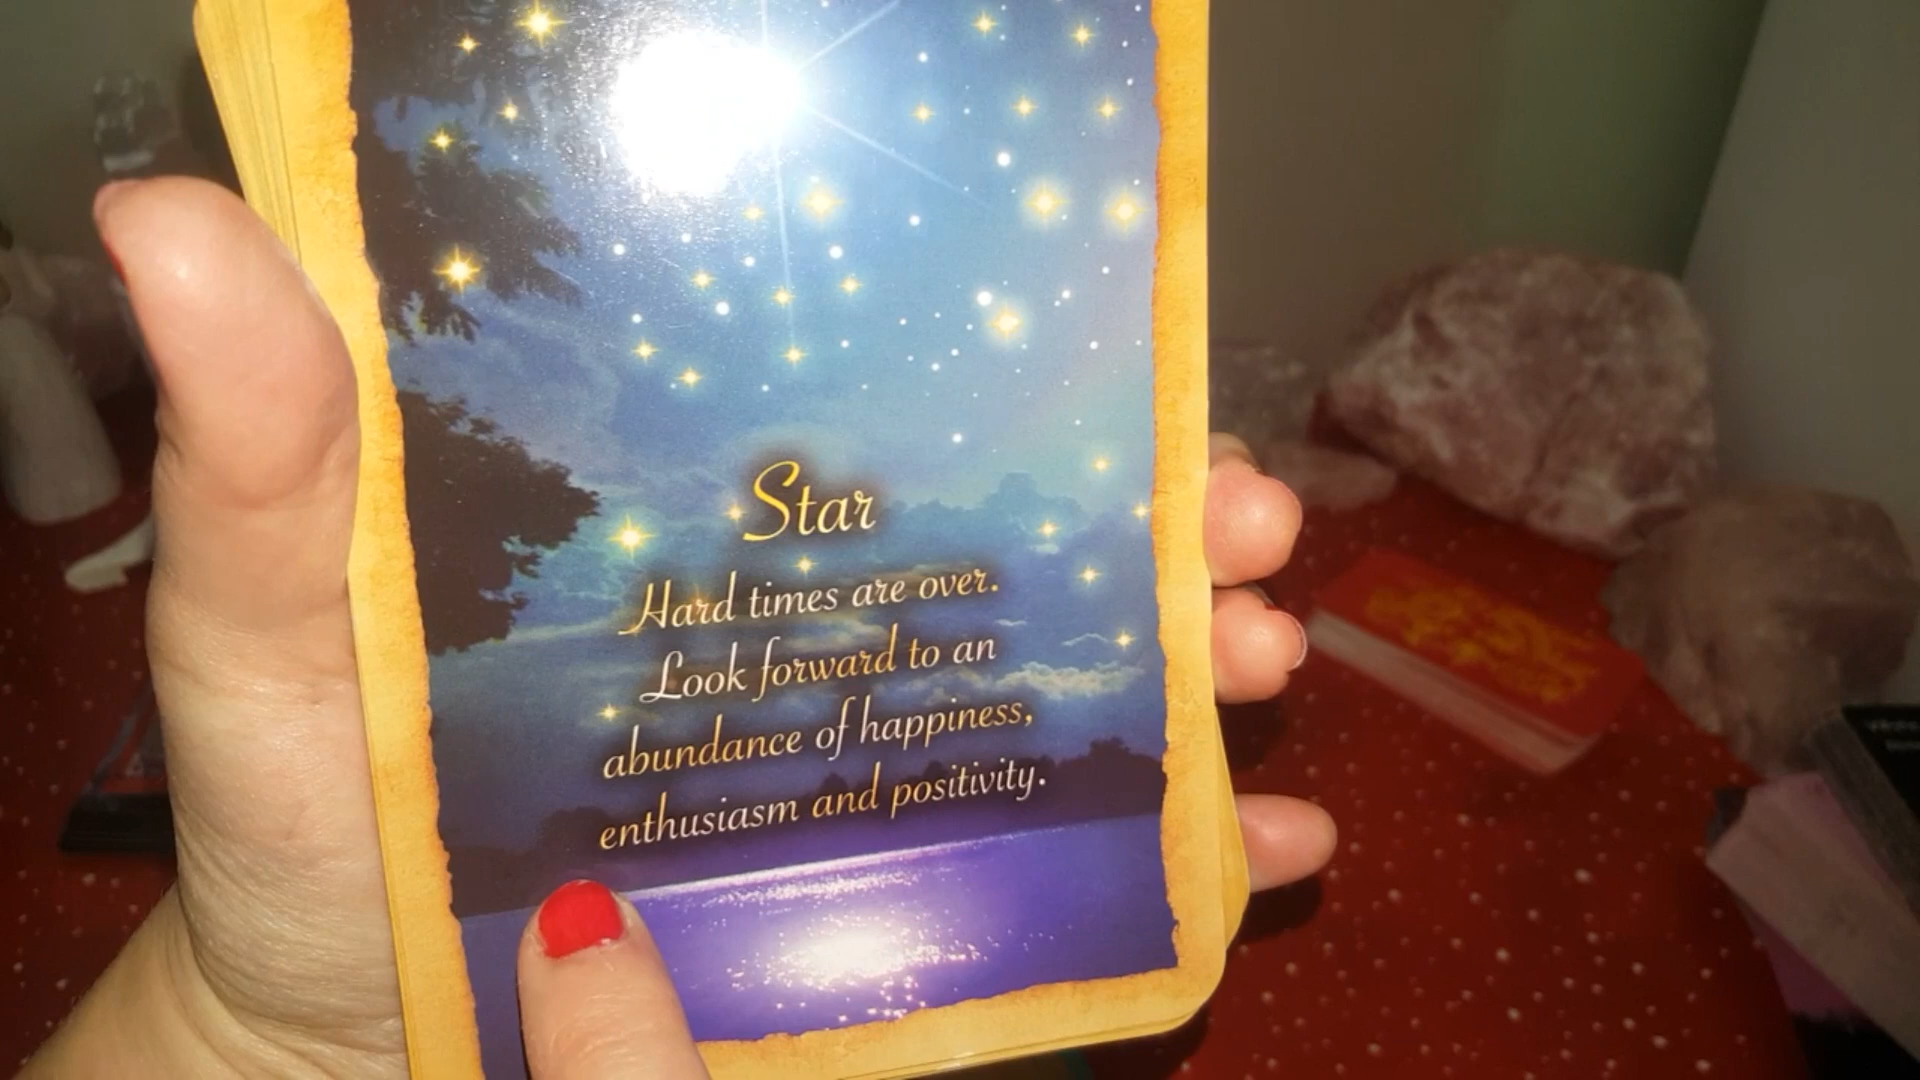 Star
Hard times are over.
Look forward to an
abundance of happiness,
enthusiasm and positivity.